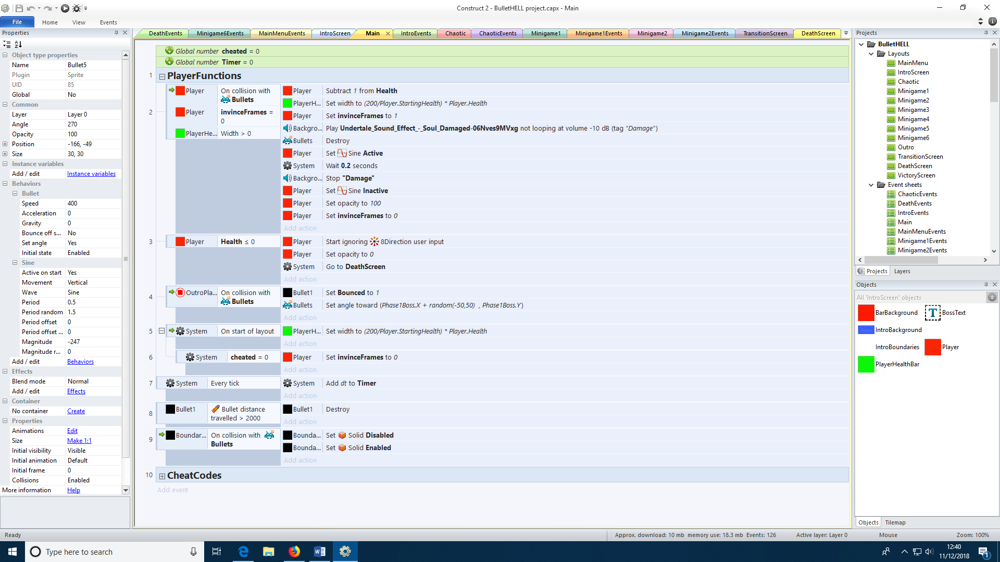 Construct 2 - BulletHELL project.capx - Main
File Home View Events
Properties
Object type properties
Name Bullet5
Plugin Sprite
UID 85
Global No
Common
Layer Layer 0
Angle 270
Opacity 100
Position -166, -49
Size 30, 30
Instance variables
Add / edit Instance variables
Behaviors
Bullet
Speed 400
Acceleration 0
Gravity 0
Bounce off s... No
Set angle Yes
Initial state Enabled
Sine
Active on start Yes
Movement Vertical
Wave Sine
Period 0.5
Period random 1.5
Period offset 0
Period offset ... 0
Magnitude -247
Magnitude r... 0
Add / edit Behaviors
Effects
Blend mode Normal
Add / edit Effects
Container
No container Create
Properties
Animations Edit
Size Make 1:1
Initial visibility Visible
Initial animation Default
Initial frame 0
Collisions Enabled
More information Help
DeathEvents Minigame6Events MainMenuEvents IntroScreen Main IntroEvents Chaotic ChaoticEvents Minigame1 Minigame1Events Minigame2 Minigame2Events TransitionScreen DeathScreen
Global number cheated = 0
Global number Timer = 0
1 PlayerFunctions
2
Player On collision with Bullets
Player invinceFrames = 0
PlayerHe... Width > 0
Player Subtract 1 from Health
PlayerH... Set width to (200/Player.StartingHealth) * Player.Health
Player Set invinceFrames to 1
Backgro... Play Undertale_Sound_Effect_-_Soul_Damaged-06Nves9MVxg not looping at volume -10 dB (tag "Damage")
Bullets Destroy
Player Set Sine Active
System Wait 0.2 seconds
Backgro... Stop "Damage"
Player Set Sine Inactive
Player Set opacity to 100
Player Set invinceFrames to 0
Add action
3 Player Health ≤ 0
Player Start ignoring 8Direction user input
Player Set opacity to 0
System Go to DeathScreen
Add action
4 OutroPla... On collision with Bullets
Bullet1 Set Bounced to 1
Bullets Set angle toward (Phase1Boss.X + random(-50,50) , Phase1Boss.Y)
Add action
5 System On start of layout
PlayerH... Set width to (200/Player.StartingHealth) * Player.Health
Add action
6 System cheated = 0
Player Set invinceFrames to 0
Add action
7 System Every tick
System Add dt to Timer
Add action
8 Bullet1 Bullet distance travelled > 2000
Bullet1 Destroy
Add action
9 Boundar... On collision with Bullets
Bounda... Set Solid Disabled
Bounda... Set Solid Enabled
Add action
10 CheatCodes
Add event
Projects
BulletHELL
Layouts
MainMenu
IntroScreen
Chaotic
Minigame1
Minigame2
Minigame3
Minigame4
Minigame5
Minigame6
Outro
TransitionScreen
DeathScreen
VictoryScreen
Event sheets
ChaoticEvents
DeathEvents
IntroEvents
Main
MainMenuEvents
Minigame1Events
Minigame2Events
Projects Layers
Objects
All 'IntroScreen' objects
BarBackground BossText
IntroBackground
IntroBoundaries Player
PlayerHealthBar
Objects Tilemap
Ready Approx. download: 10 mb memory use: 18.3 mb Events: 126 Active layer: Layer 0 Mouse Zoom: 100%
Type here to search
12:40
11/12/2018
1